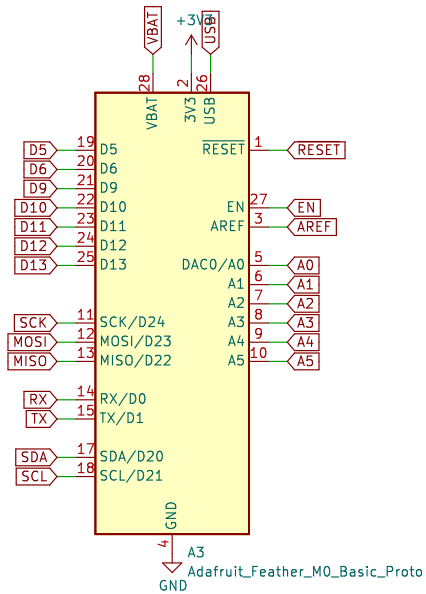 VBAT
+3V3
USB
28
2
26
VBAT
3V3
USB
D5 19 D5
RESET 1 RESET
D6 20 D6
D9 21 D9
D10 22 D10
EN 27 EN
D11 23 D11
AREF 3 AREF
D12 24 D12
D13 25 D13
DAC0/A0 5 A0
A1 6 A1
A2 7 A2
SCK 11 SCK/D24
A3 8 A3
MOSI 12 MOSI/D23
A4 9 A4
MISO 13 MISO/D22
A5 10 A5
RX 14 RX/D0
TX 15 TX/D1
SDA 17 SDA/D20
SCL 18 SCL/D21
GND
4
A3
Adafruit_Feather_M0_Basic_Proto
GND